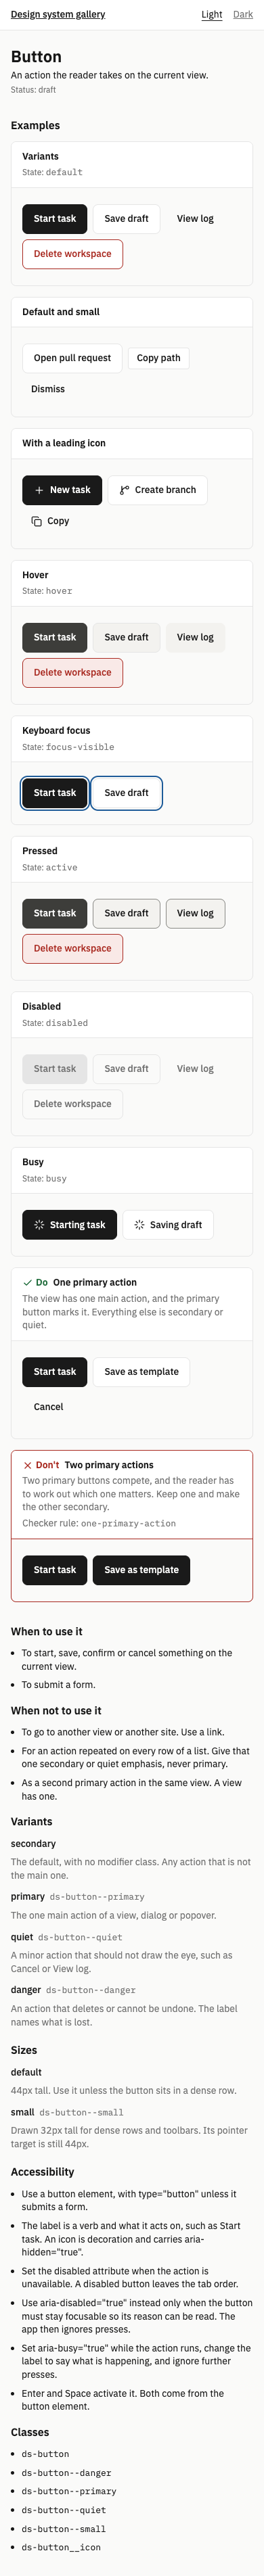 Design system gallery Light Dark
Button
An action the reader takes on the current view.
Status: draft
Examples
Variants
State: default
Start task Save draft View log
Delete workspace
Default and small
Open pull request Copy path
Dismiss
With a leading icon
New task Create branch
Copy
Hover
State: hover
Start task Save draft View log
Delete workspace
Keyboard focus
State: focus-visible
Start task Save draft
Pressed
State: active
Start task Save draft View log
Delete workspace
Disabled
State: disabled
Start task Save draft View log
Delete workspace
Busy
State: busy
Starting task Saving draft
Do One primary action
The view has one main action, and the primary
button marks it. Everything else is secondary or
quiet.
Start task Save as template
Cancel
Don't Two primary actions
Two primary buttons compete, and the reader has
to work out which one matters. Keep one and make
the other secondary.
Checker rule: one-primary-action
Start task Save as template
When to use it
• To start, save, confirm or cancel something on the
current view.
• To submit a form.
When not to use it
• To go to another view or another site. Use a link.
• For an action repeated on every row of a list. Give that
one secondary or quiet emphasis, never primary.
• As a second primary action in the same view. A view
has one.
Variants
secondary
The default, with no modifier class. Any action that is not
the main one.
primary ds-button--primary
The one main action of a view, dialog or popover.
quiet ds-button--quiet
A minor action that should not draw the eye, such as
Cancel or View log.
danger ds-button--danger
An action that deletes or cannot be undone. The label
names what is lost.
Sizes
default
44px tall. Use it unless the button sits in a dense row.
small ds-button--small
Drawn 32px tall for dense rows and toolbars. Its pointer
target is still 44px.
Accessibility
• Use a button element, with type="button" unless it
submits a form.
• The label is a verb and what it acts on, such as Start
task. An icon is decoration and carries aria-
hidden="true".
• Set the disabled attribute when the action is
unavailable. A disabled button leaves the tab order.
• Use aria-disabled="true" instead only when the button
must stay focusable so its reason can be read. The
app then ignores presses.
• Set aria-busy="true" while the action runs, change the
label to say what is happening, and ignore further
presses.
• Enter and Space activate it. Both come from the
button element.
Classes
• ds-button
• ds-button--danger
• ds-button--primary
• ds-button--quiet
• ds-button--small
• ds-button__icon